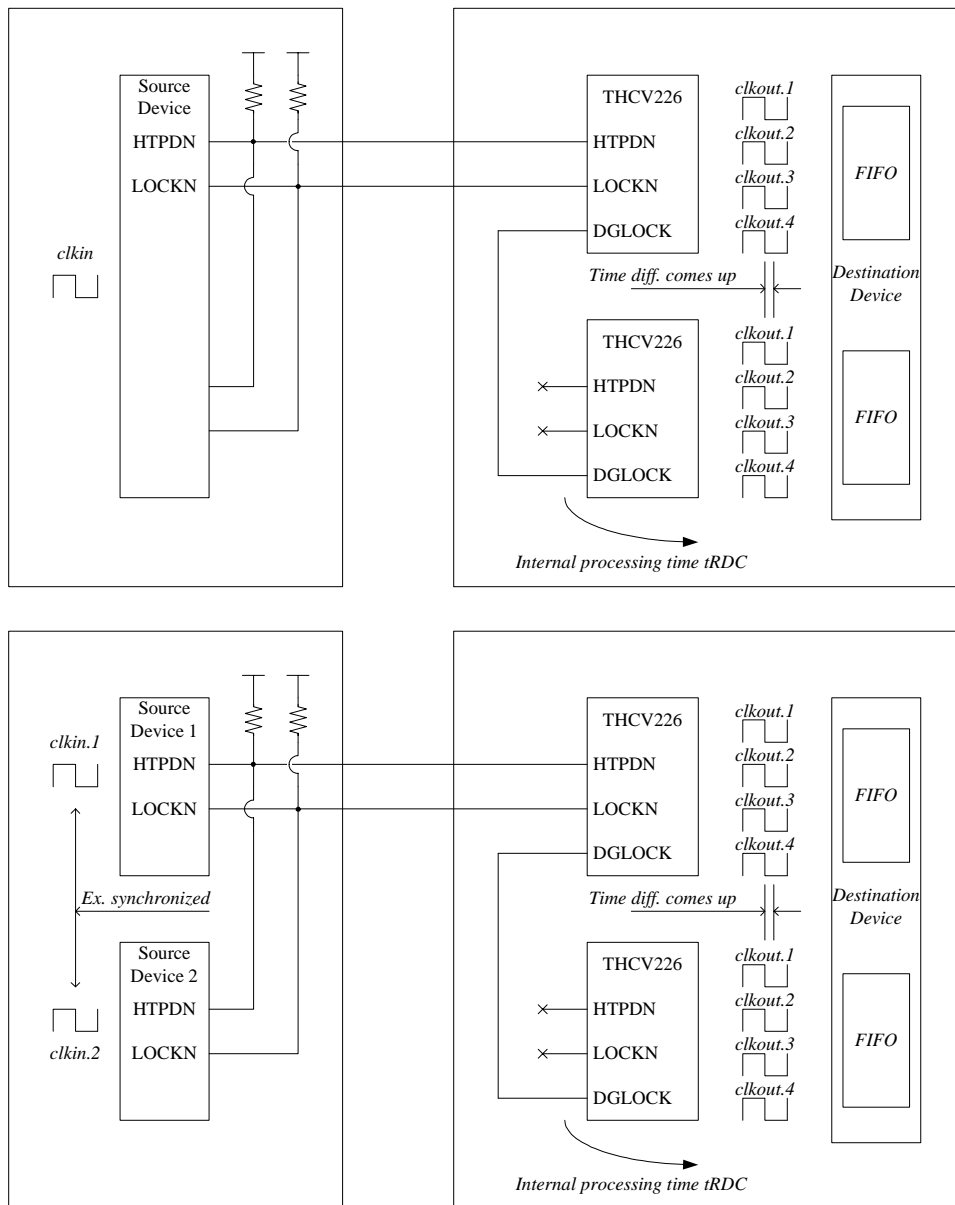 Source
Device
HTPDN
LOCKN
clkin
THCV226
HTPDN
LOCKN
DGLOCK
clkout.1
clkout.2
clkout.3
clkout.4
FIFO
Time diff. comes up
Destination
Device
THCV226
HTPDN
LOCKN
DGLOCK
clkout.1
clkout.2
clkout.3
clkout.4
FIFO
Internal processing time tRDC
Source
Device 1
clkin.1
HTPDN
LOCKN
Ex. synchronized
Source
Device 2
HTPDN
clkin.2
LOCKN
THCV226
HTPDN
LOCKN
DGLOCK
clkout.1
clkout.2
clkout.3
clkout.4
FIFO
Time diff. comes up
Destination
Device
THCV226
HTPDN
LOCKN
DGLOCK
clkout.1
clkout.2
clkout.3
clkout.4
FIFO
Internal processing time tRDC